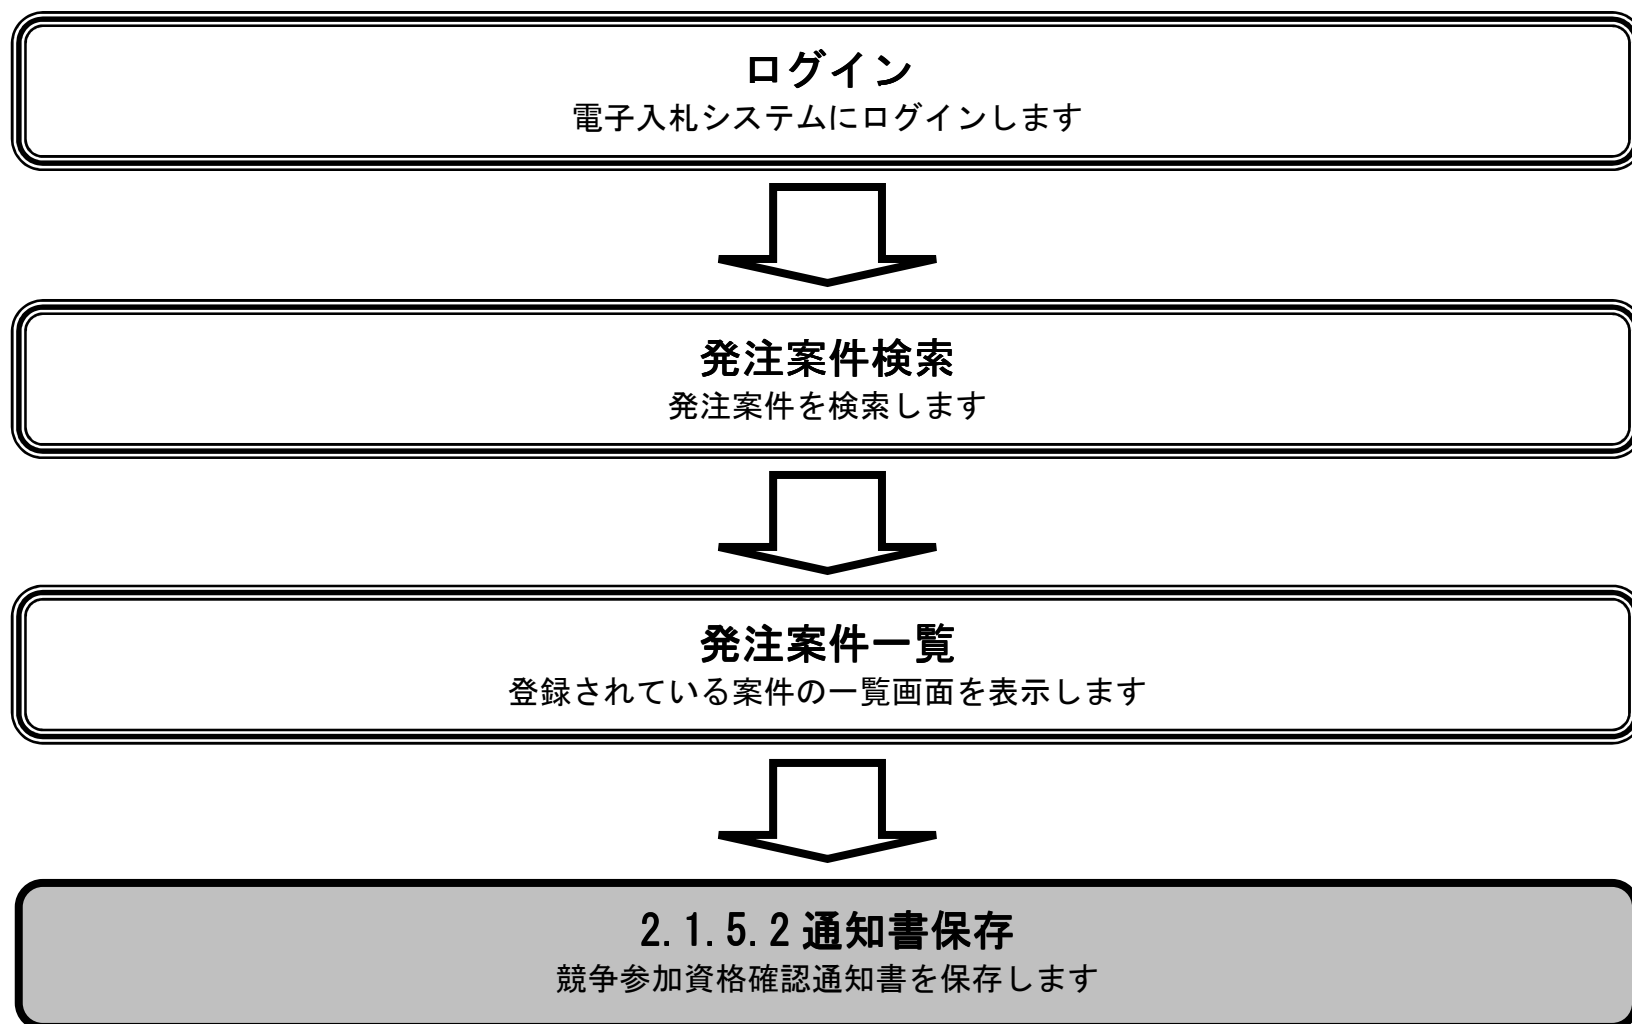 ログイン
電子入札システムにログインします
発注案件検索
発注案件を検索します
発注案件一覧
登録されている案件の一覧画面を表示します
2.1.5.2 通知書保存
競争参加資格確認通知書を保存します